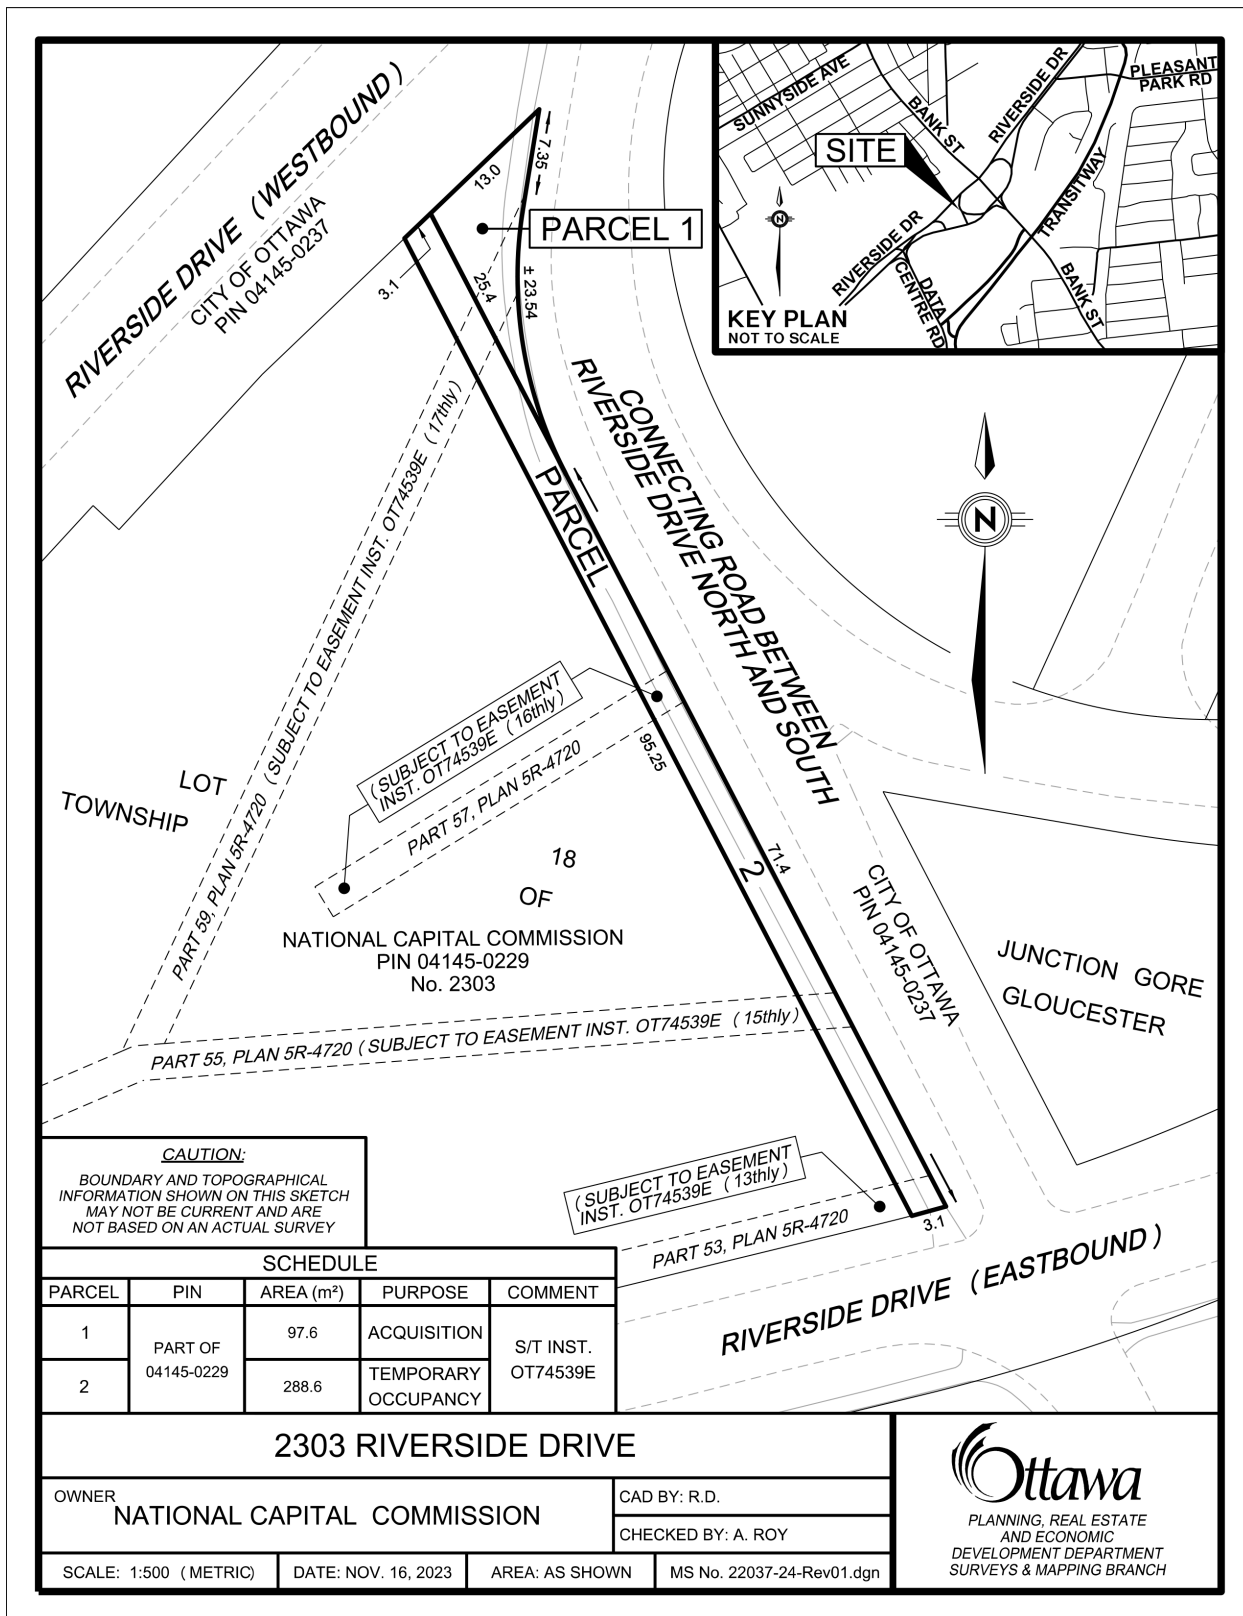 RIVERSIDE DRIVE (WESTBOUND)
CITY OF OTTAWA
PIN 04145-0237
13.0
7.35
PARCEL 1
3.1
25.4
± 23.54
SUNNYSIDE AVE
BANK ST
RIVERSIDE DR
PLEASANT
PARK RD
SITE
TRANSITWAY
N
RIVERSIDE DR
DATA
CENTRE RD
BANK ST
KEY PLAN
NOT TO SCALE
CONNECTING ROAD BETWEEN
RIVERSIDE DRIVE NORTH AND SOUTH
N
PARCEL
2
PART 59, PLAN 5R-4720 (SUBJECT TO EASEMENT INST. OT74539E (17thly)
(SUBJECT TO EASEMENT
INST. OT74539E (16thly)
PART 57, PLAN 5R-4720
95.25
71.4
LOT
TOWNSHIP
18
OF
NATIONAL CAPITAL COMMISSION
PIN 04145-0229
No. 2303
CITY OF OTTAWA
PIN 04145-0237
JUNCTION GORE
GLOUCESTER
PART 55, PLAN 5R-4720 (SUBJECT TO EASEMENT INST. OT74539E (15thly)
(SUBJECT TO EASEMENT
INST. OT74539E (13thly)
PART 53, PLAN 5R-4720
3.1
RIVERSIDE DRIVE (EASTBOUND)
CAUTION:
BOUNDARY AND TOPOGRAPHICAL
INFORMATION SHOWN ON THIS SKETCH
MAY NOT BE CURRENT AND ARE
NOT BASED ON AN ACTUAL SURVEY
SCHEDULE
PARCEL PIN AREA (m²) PURPOSE COMMENT
1 97.6 ACQUISITION
PART OF
04145-0229
S/T INST.
OT74539E
2 288.6 TEMPORARY
OCCUPANCY
2303 RIVERSIDE DRIVE
OWNER
NATIONAL CAPITAL COMMISSION
CAD BY: R.D.
CHECKED BY: A. ROY
SCALE: 1:500 (METRIC) DATE: NOV. 16, 2023 AREA: AS SHOWN MS No. 22037-24-Rev01.dgn
Ottawa
PLANNING, REAL ESTATE
AND ECONOMIC
DEVELOPMENT DEPARTMENT
SURVEYS & MAPPING BRANCH